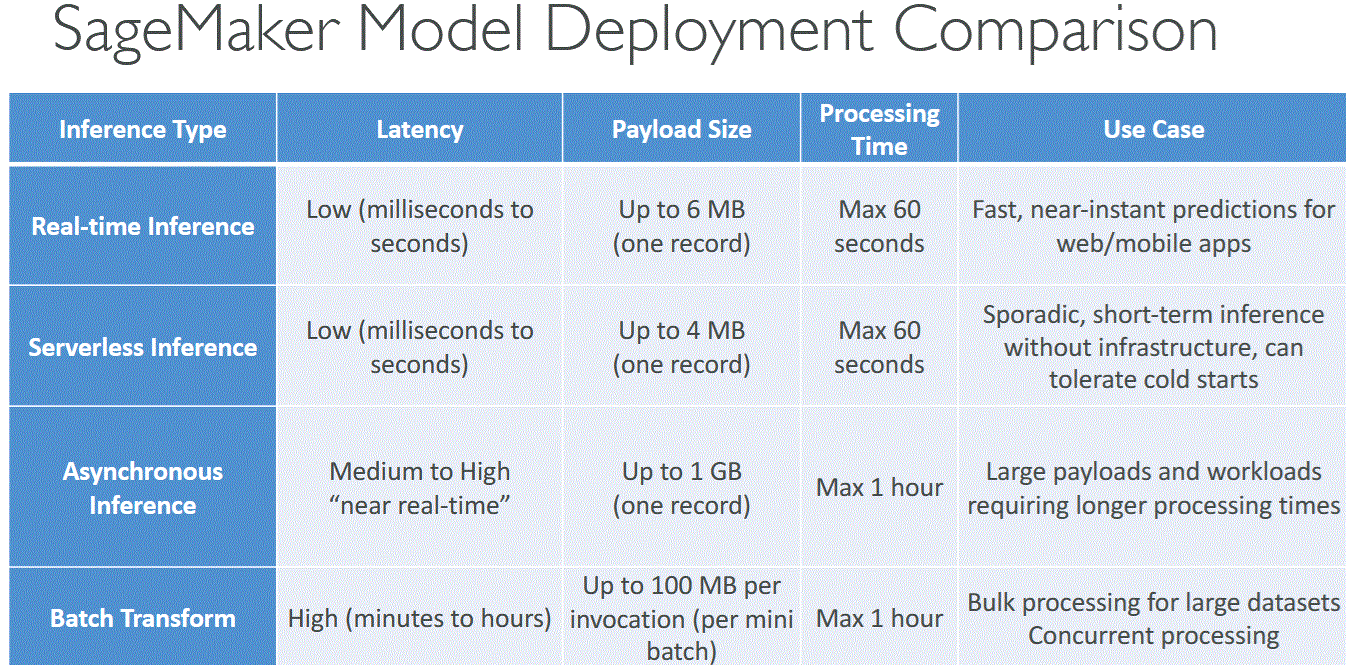 SageMaker Model Deployment Comparison
Inference Type
Latency
Payload Size
Processing
Time
Use Case
Real-time Inference
Low (milliseconds to
seconds)
Up to 6 MB
(one record)
Max 60
seconds
Fast, near-instant predictions for
web/mobile apps
Serverless Inference
Low (milliseconds to
seconds)
Up to 4 MB
(one record)
Max 60
seconds
Sporadic, short-term inference
without infrastructure, can
tolerate cold starts
Asynchronous
Inference
Medium to High
“near real-time”
Up to 1 GB
(one record)
Max 1 hour
Large payloads and workloads
requiring longer processing times
Batch Transform
High (minutes to hours)
Up to 100 MB per
invocation (per mini
batch)
Max 1 hour
Bulk processing for large datasets
Concurrent processing